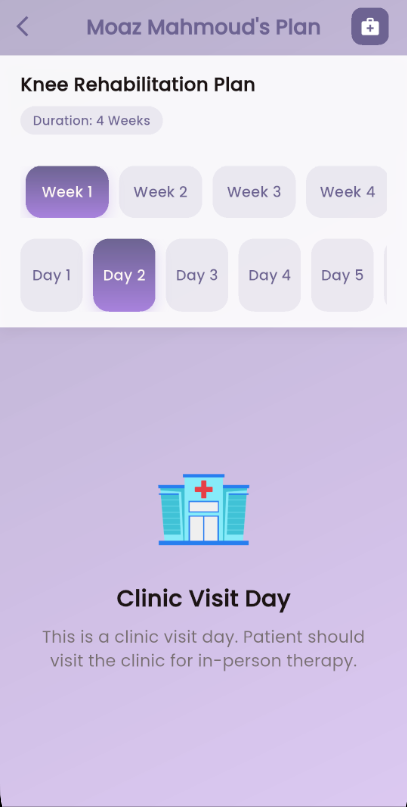 Moaz Mahmoud's Plan
Knee Rehabilitation Plan
Duration: 4 Weeks
Week 1 Week 2 Week 3 Week 4
Day 1 Day 2 Day 3 Day 4 Day 5
Clinic Visit Day
This is a clinic visit day. Patient should
visit the clinic for in-person therapy.